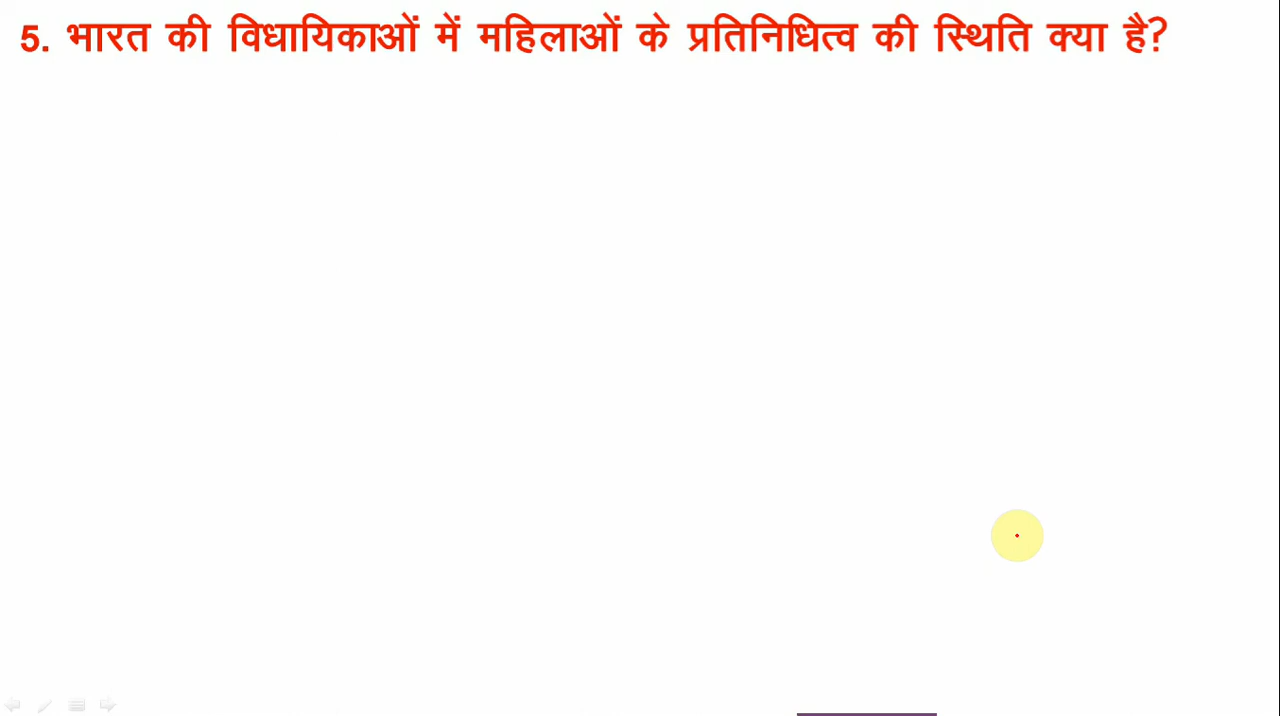 5. भारत की विधायिकाओं में महिलाओं के प्रतिनिधित्व की स्थिति क्या है?